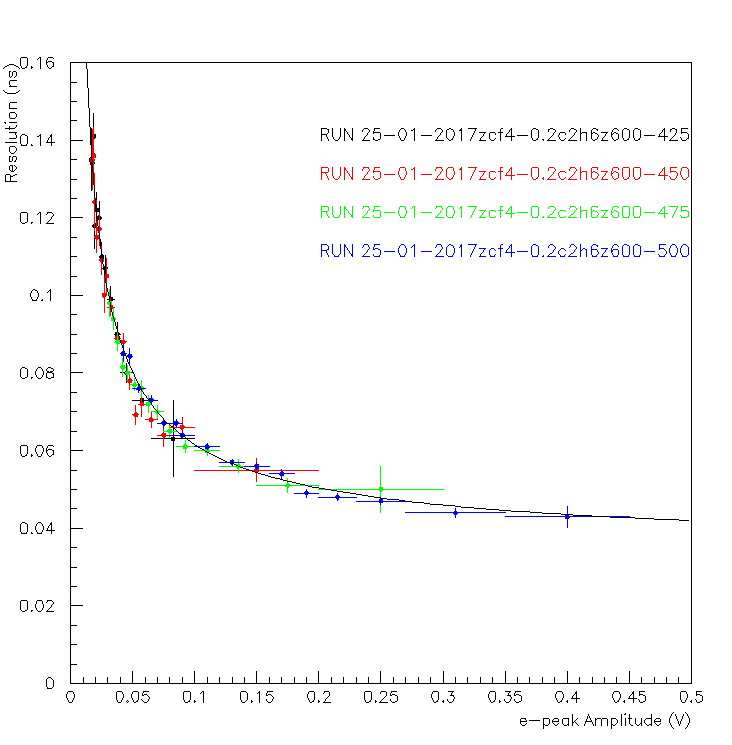 0.16
Resolution (ns)
0.14
RUN 25-01-2017zcf4-0.2c2h6z600-425
RUN 25-01-2017zcf4-0.2c2h6z600-450
0.12
RUN 25-01-2017zcf4-0.2c2h6z600-475
RUN 25-01-2017zcf4-0.2c2h6z600-500
0.1
0.08
0.06
0.04
0.02
0
0 0.05 0.1 0.15 0.2 0.25 0.3 0.35 0.4 0.45 0.5
e-peak Amplitude (V)